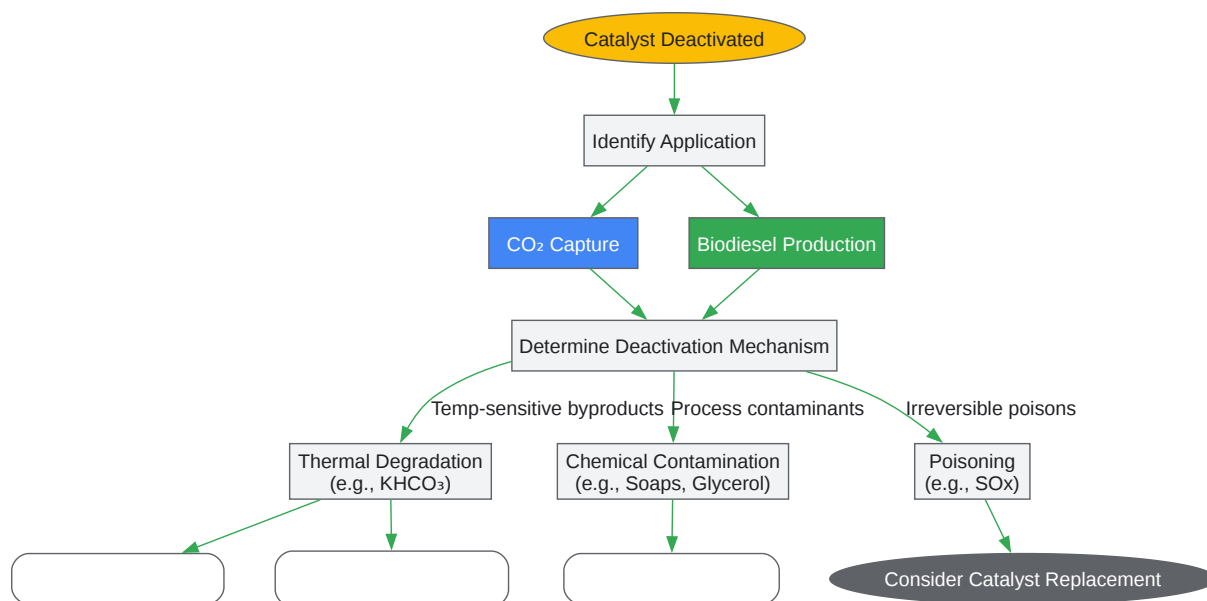 Catalyst Deactivated
Identify Application
CO₂ Capture
Biodiesel Production
Determine Deactivation Mechanism
Temp-sensitive byproducts
Process contaminants
Irreversible poisons
Thermal Degradation
(e.g., KHCO₃)
Chemical Contamination
(e.g., Soaps, Glycerol)
Poisoning
(e.g., SOx)
Consider Catalyst Replacement